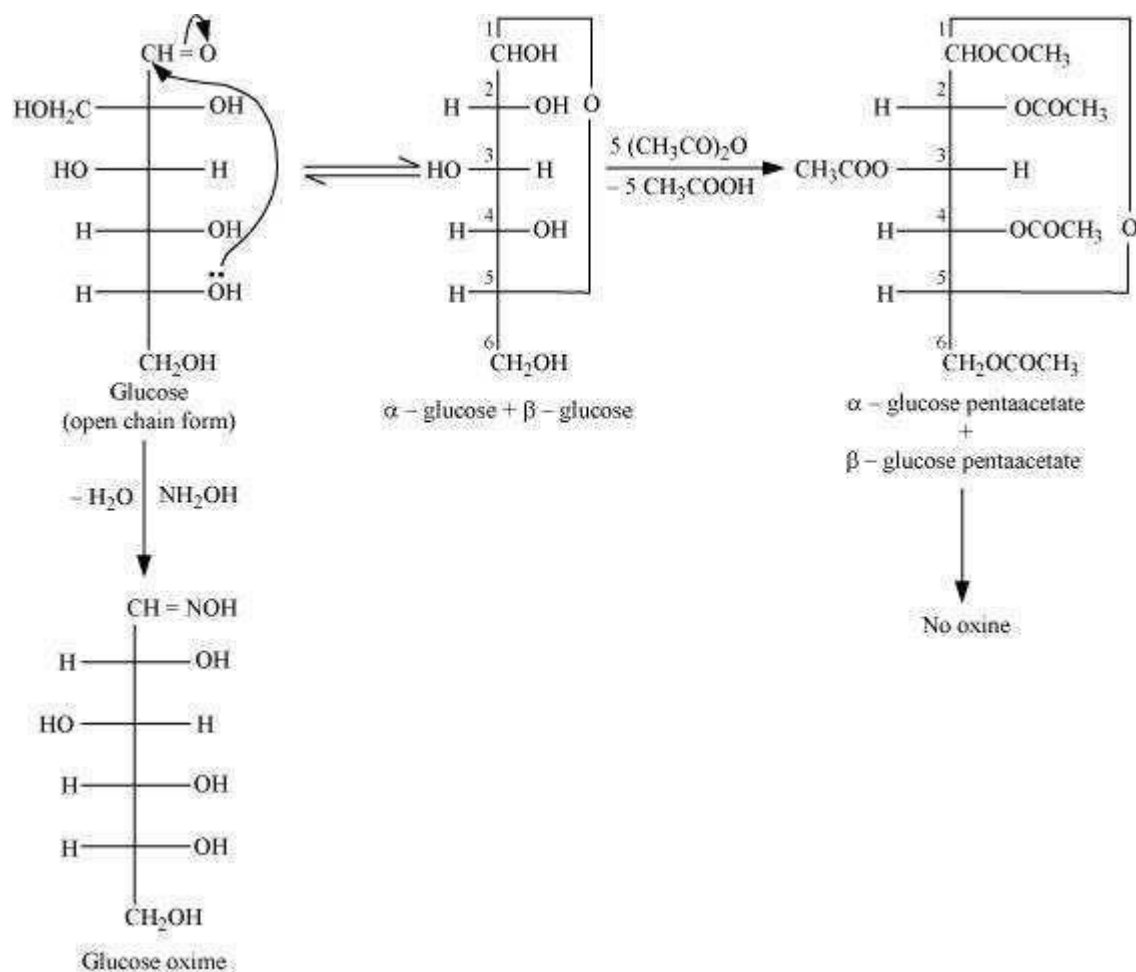 CH = O
HOH₂C OH
HO H
H OH
H OH
CH₂OH
Glucose
(open chain form)
– H₂O NH₂OH
CH = NOH
H OH
HO H
H OH
H OH
CH₂OH
Glucose oxime
1
CHOH
2
H OH O
3
HO H
4
H OH
5
H
6
CH₂OH
α – glucose + β – glucose
5 (CH₃CO)₂O
– 5 CH₃COOH
1
CHOCOCH₃
2
H OCOCH₃
3
CH₃COO H
4
H OCOCH₃ O
5
H
6
CH₂OCOCH₃
α – glucose pentaacetate
+
β – glucose pentaacetate
No oxine